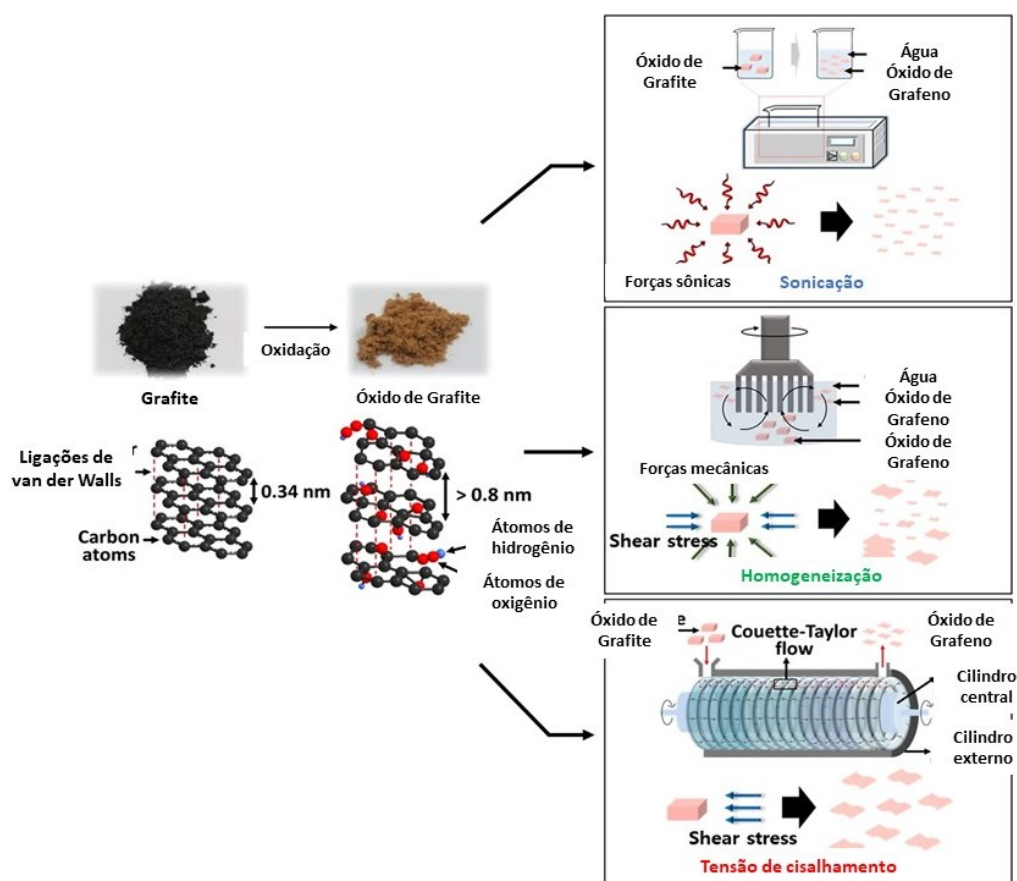 Óxido de
Grafite
Água
Óxido de
Grafeno
Forças sônicas
Sonicação
Oxidação
Grafite
Óxido de Grafite
Ligações de
van der Walls
0.34 nm
Carbon
atoms
> 0.8 nm
Átomos de
hidrogênio
Átomos de
oxigênio
Água
Óxido de
Grafeno
Óxido de
Grafeno
Forças mecânicas
Shear stress
Homogeneização
Óxido de
Grafite
e
Couette-Taylor
flow
Óxido de
Grafeno
Cilindro
central
Cilindro
externo
Shear stress
Tensão de cisalhamento